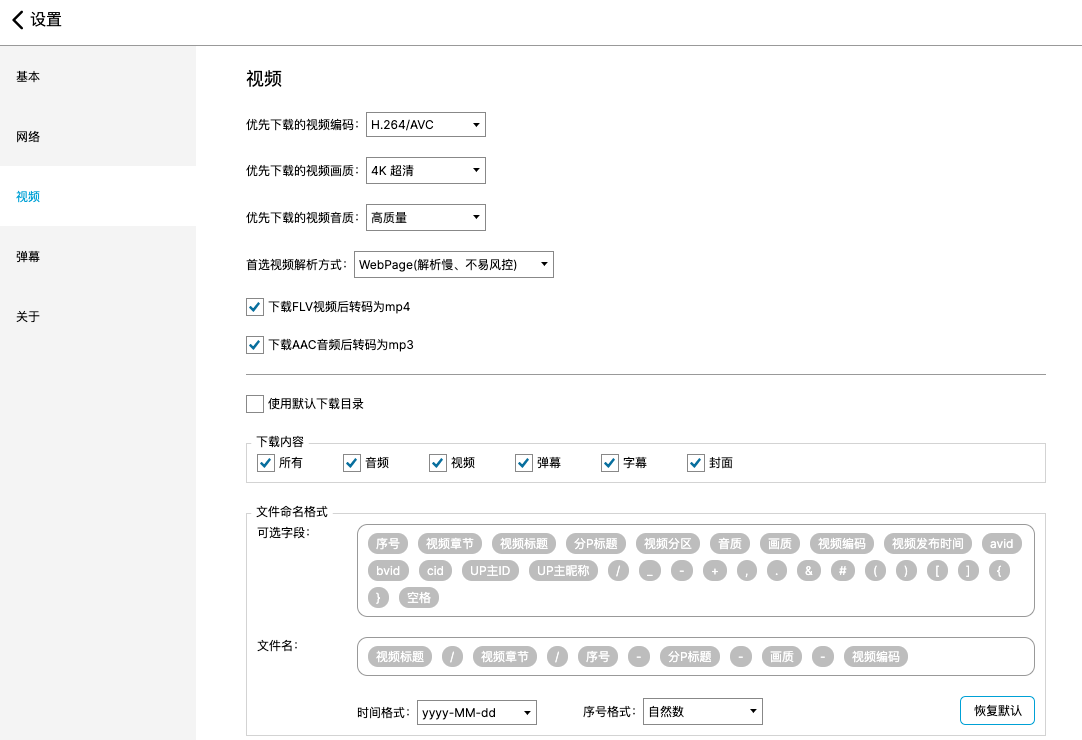 设置
基本
网络
视频
弹幕
关于
视频
优先下载的视频编码： H.264/AVC
优先下载的视频画质： 4K 超清
优先下载的视频音质： 高质量
首选视频解析方式： WebPage(解析慢、不易风控)
下载FLV视频后转码为mp4
下载AAC音频后转码为mp3
使用默认下载目录
下载内容
所有 音频 视频 弹幕 字幕 封面
文件命名格式
可选字段：
序号 视频章节 视频标题 分P标题 视频分区 音质 画质 视频编码 视频发布时间 avid
bvid cid UP主ID UP主昵称 / _ - + , . & # ( ) [ ] {
} 空格
文件名： 视频标题 / 视频章节 / 序号 - 分P标题 - 画质 - 视频编码
时间格式： yyyy-MM-dd 序号格式： 自然数 恢复默认